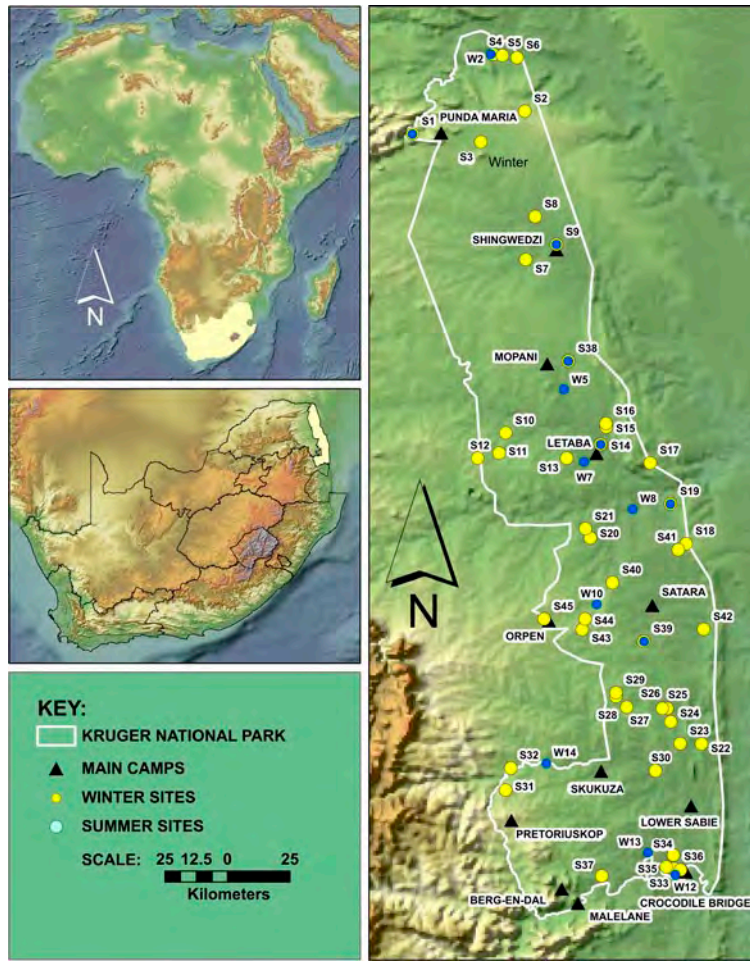 N
KEY:
KRUGER NATIONAL PARK
MAIN CAMPS
WINTER SITES
SUMMER SITES
SCALE: 25 12.5 0 25
Kilometers
S4 S5 S6
W2
S2
S1 PUNDA MARIA
S3
Winter
S8
S9
SHINGWEDZI
S7
S38
MOPANI
W5
S16
S10 S15
S12 S11 LETABA S14
S13 S17
W7
W8 S19
S21
S20 S18
S41
N
S40
W10 SATARA
S45
S44 S42
ORPEN S43
S39
S29
S26 S25
S28 S27 S24
S23
S32 W14 S30 S22
SKUKUZA
S31
LOWER SABIE
PRETORIUSKOP
W13 S34
S37 S35 S36
S33 W12
BERG-EN-DAL CROCODILE BRIDGE
MALELANE